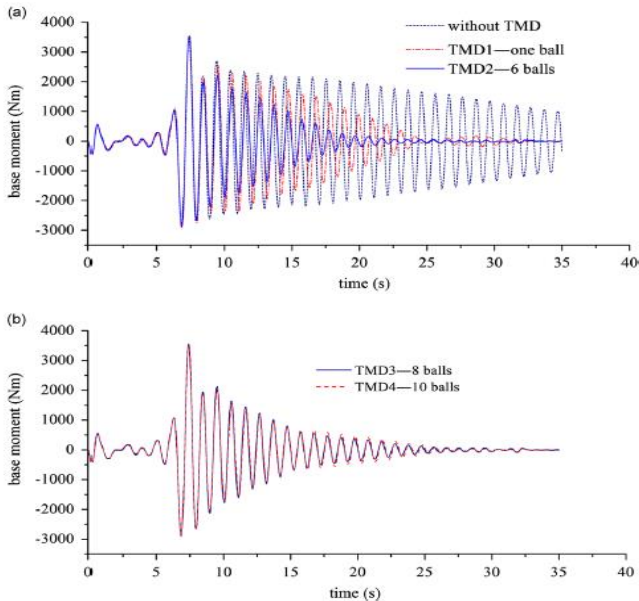 (a)
4000
3000
2000
1000
0
-1000
-2000
-3000
base moment (Nm)
without TMD
TMD1—one ball
TMD2—6 balls
0 5 10 15 20 25 30 35 40
time (s)
(b)
4000
3000
2000
1000
0
-1000
-2000
-3000
base moment (Nm)
TMD3—8 balls
TMD4—10 balls
0 5 10 15 20 25 30 35 40
time (s)